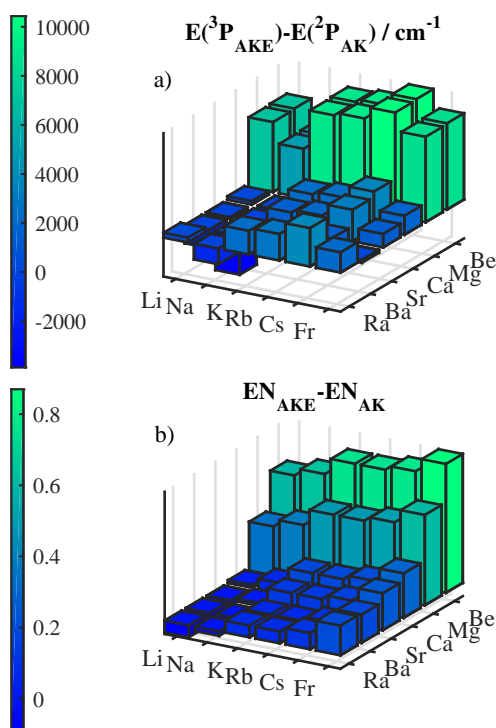 E(³P_AKE)-E(²P_AK) / cm⁻¹
a)
10000
8000
6000
4000
2000
0
-2000
Li Na K Rb Cs Fr
Ra Ba Sr Ca Mg Be
EN_AKE-EN_AK
b)
0.8
0.6
0.4
0.2
0
Li Na K Rb Cs Fr
Ra Ba Sr Ca Mg Be